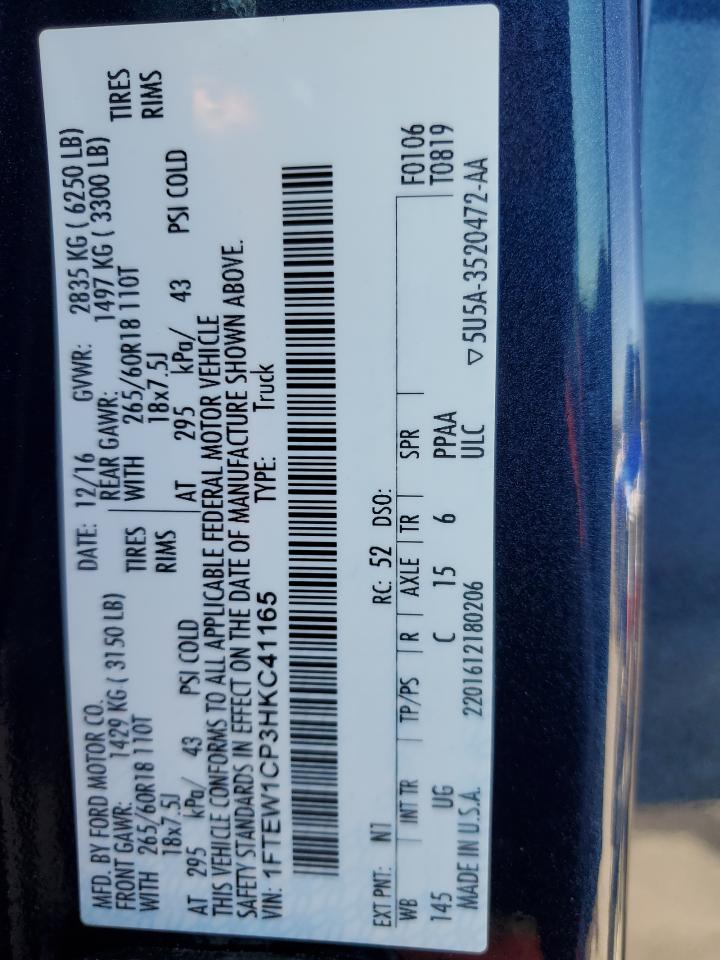 MFD. BY FORD MOTOR CO. DATE: 12/16 GVWR: 2835 KG ( 6250 LB)
FRONT GAWR: 1429 KG ( 3150 LB) REAR GAWR: 1497 KG ( 3300 LB)
WITH 265/60R18 110T TIRES WITH 265/60R18 110T TIRES
18x7.5J RIMS 18x7.5J RIMS
AT 295 kPa/ 43 PSI COLD AT 295 kPa/ 43 PSI COLD
THIS VEHICLE CONFORMS TO ALL APPLICABLE FEDERAL MOTOR VEHICLE
SAFETY STANDARDS IN EFFECT ON THE DATE OF MANUFACTURE SHOWN ABOVE.
VIN: 1FTEW1CP3HKC41165 TYPE: Truck
EXT PNT: N1 RC: 52 DSO:
WB INT TR TP/PS R AXLE TR SPR F0106
145 UG C 15 6 PPAA T0819
MADE IN U.S.A. 2201612180206 ULC ▽5U5A-3520472-AA